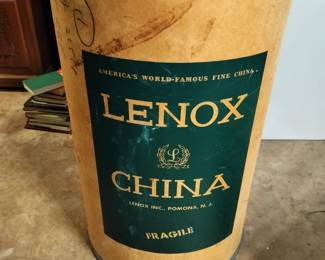 AMERICA'S WORLD-FAMOUS FINE CHINA.
LENOX
L
CHINA
LENOX INC., POMONA, N. J.
FRAGILE